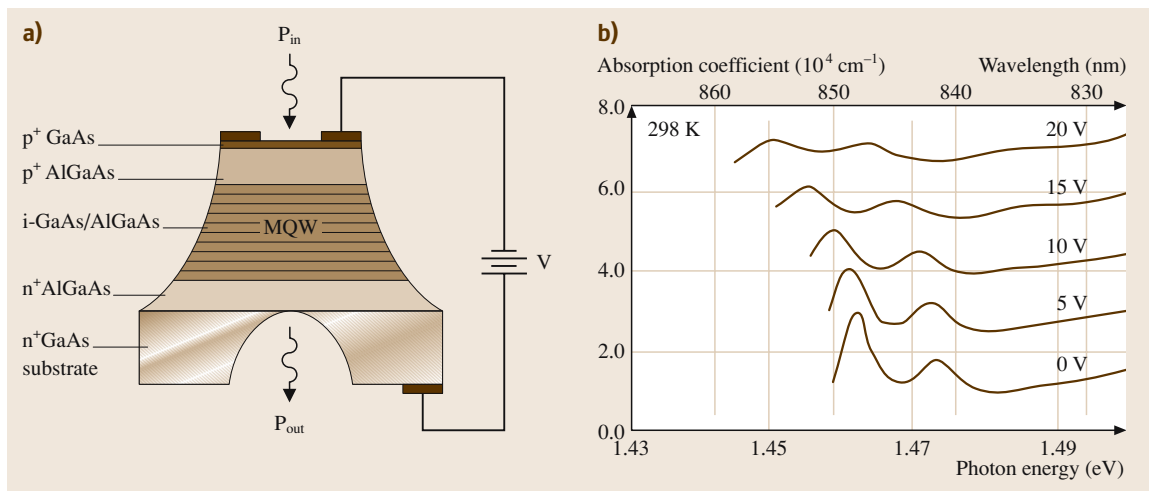 a)
P_in
p⁺ GaAs
p⁺ AlGaAs
i-GaAs/AlGaAs
MQW
n⁺AlGaAs
n⁺GaAs
substrate
V
P_out
b)
Absorption coefficient (10⁴ cm⁻¹)
Wavelength (nm)
860 850 840 830
8.0
298 K
20 V
6.0
15 V
10 V
4.0
5 V
2.0
0 V
0.0
1.43 1.45 1.47 1.49
Photon energy (eV)